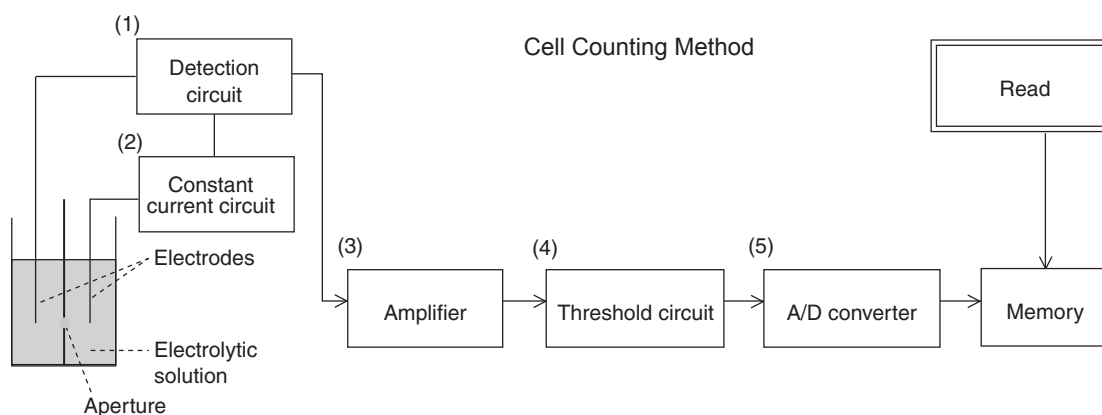 Cell Counting Method
(1)
Detection
circuit
(2)
Constant
current circuit
Electrodes
Electrolytic
solution
Aperture
(3)
Amplifier
(4)
Threshold circuit
(5)
A/D converter
Read
Memory